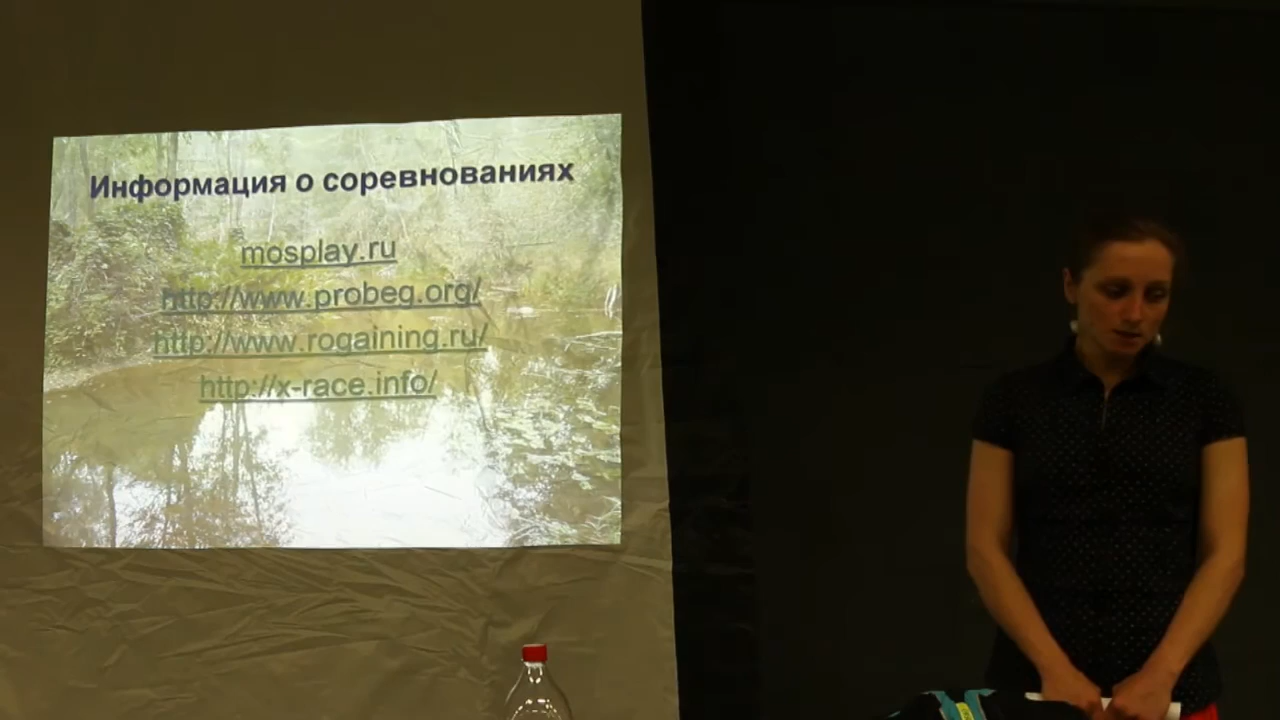 Информация о соревнованиях
mosplay.ru
http://www.probeg.org/
http://www.rogaining.ru/
http://x-race.info/